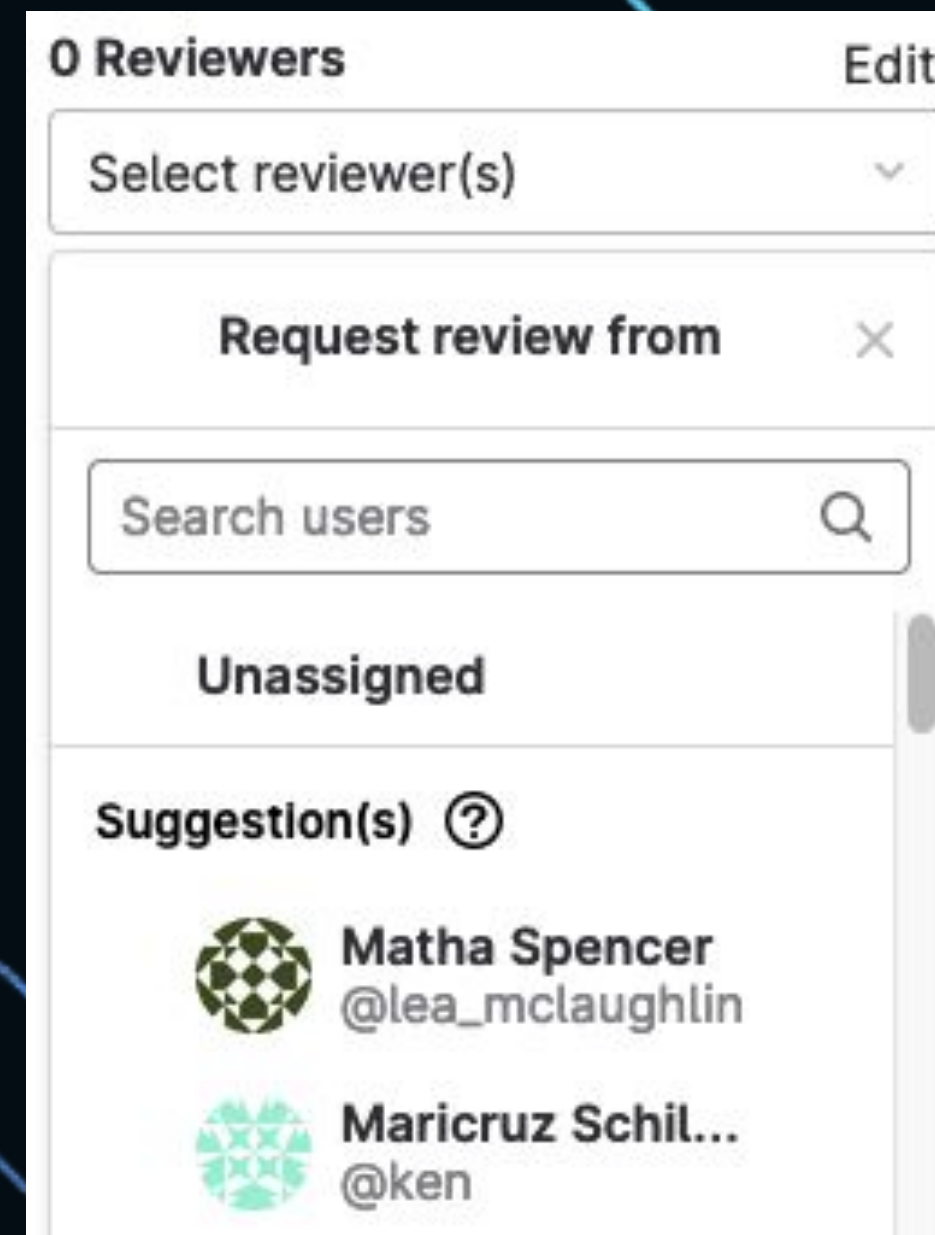 0 Reviewers Edit
Select reviewer(s)
Request review from
Search users
Unassigned
Suggestion(s)
Matha Spencer
@lea_mclaughlin
Maricruz Schil...
@ken